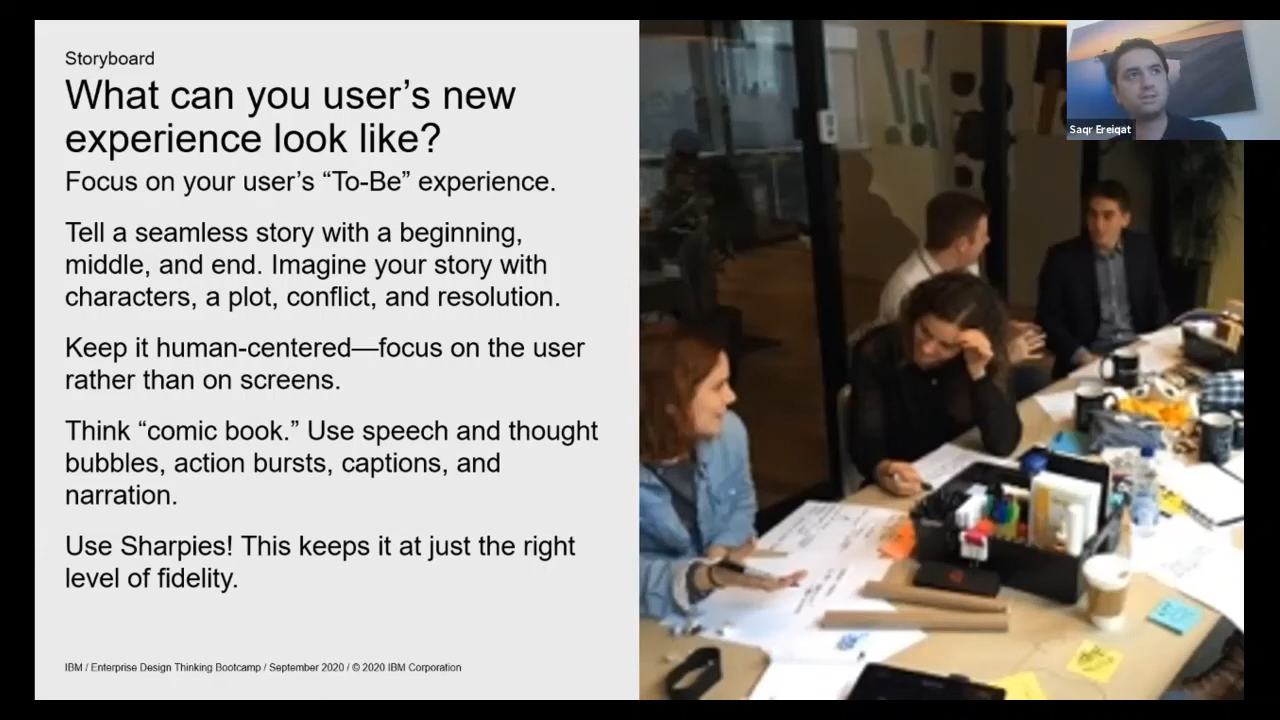 Storyboard
What can you user's new
experience look like?
Focus on your user's “To-Be” experience.
Tell a seamless story with a beginning,
middle, and end. Imagine your story with
characters, a plot, conflict, and resolution.
Keep it human-centered—focus on the user
rather than on screens.
Think “comic book.” Use speech and thought
bubbles, action bursts, captions, and
narration.
Use Sharpies! This keeps it at just the right
level of fidelity.
IBM / Enterprise Design Thinking Bootcamp / September 2020 / © 2020 IBM Corporation
Saqr Ereiqat